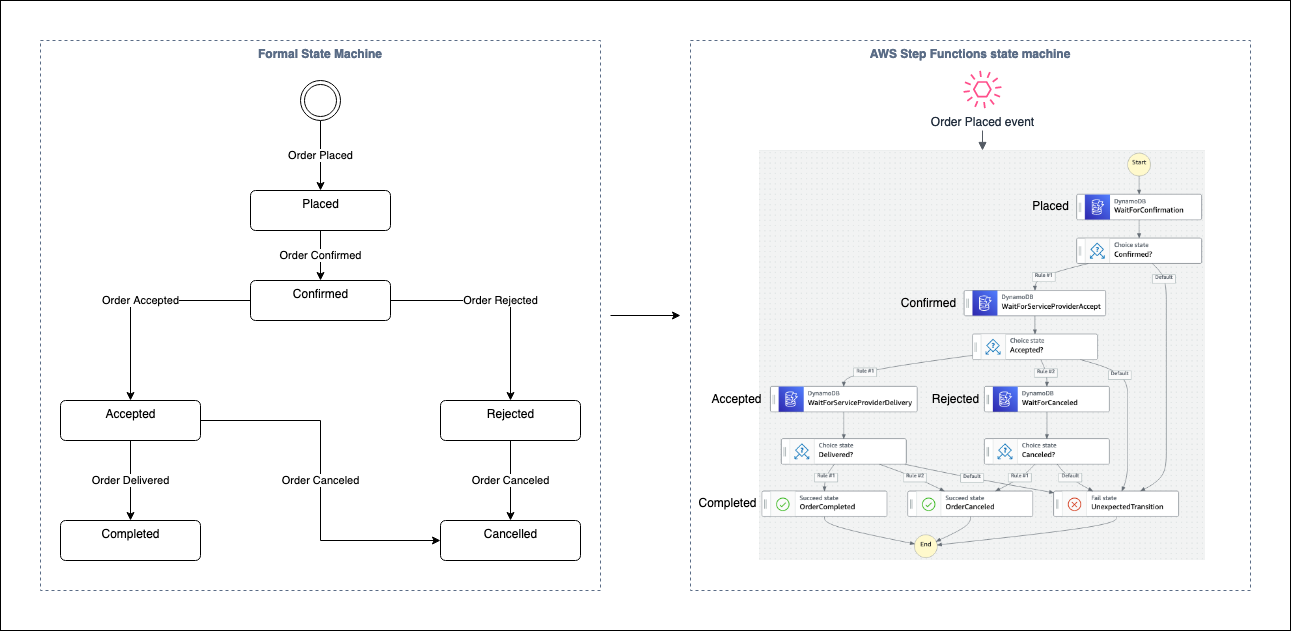 Formal State Machine
Order Placed
Placed
Order Confirmed
Confirmed
Order Accepted
Order Rejected
Accepted
Rejected
Order Delivered
Order Canceled
Order Canceled
Completed
Cancelled
AWS Step Functions state machine
Order Placed event
Start
Placed
DynamoDB
WaitForConfirmation
Choice state
Confirmed?
Rule #1
Default
Confirmed
DynamoDB
WaitForServiceProviderAccept
Choice state
Accepted?
Rule #1
Rule #2
Default
Accepted
DynamoDB
WaitForServiceProviderDelivery
Rejected
DynamoDB
WaitForCanceled
Choice state
Delivered?
Choice state
Canceled?
Rule #1
Rule #2
Default
Rule #1
Default
Completed
Succeed state
OrderCompleted
Succeed state
OrderCanceled
Fail state
UnexpectedTransition
End